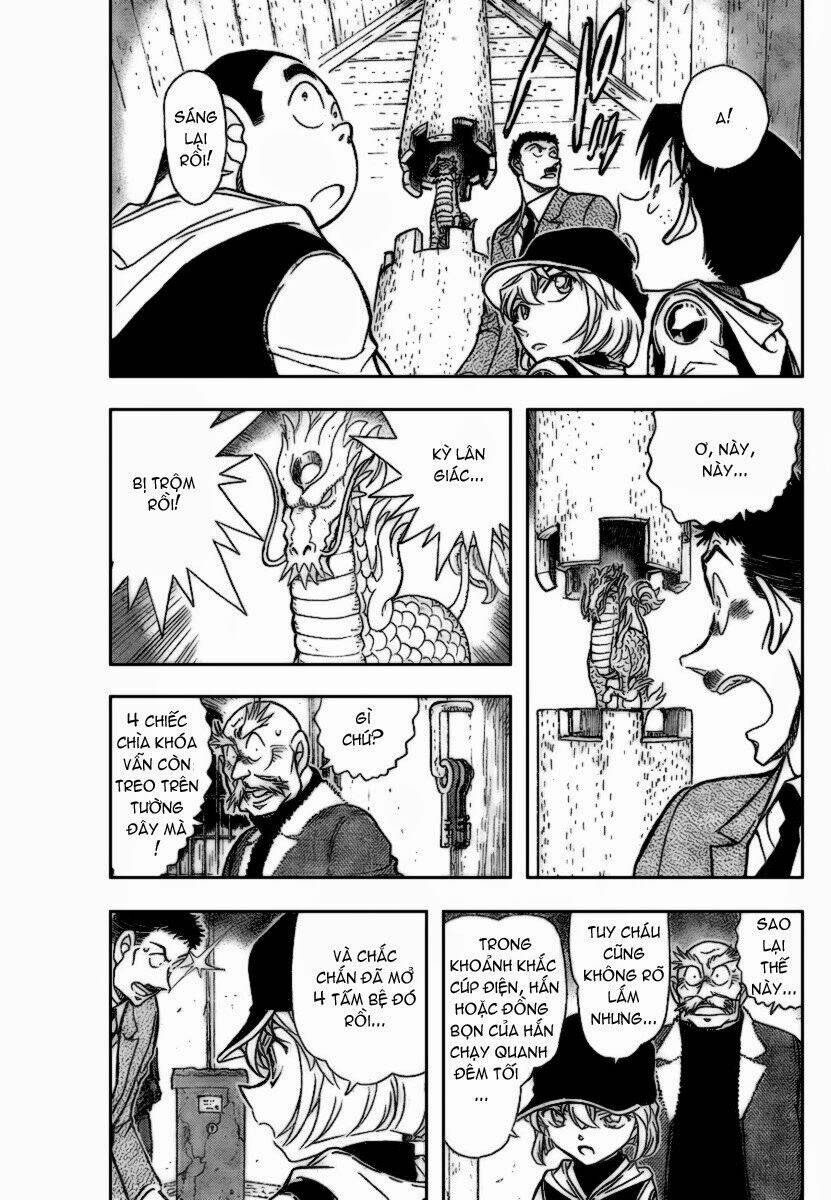 A!
SÁNG
LẠI
RỒI!
Ơ, NÀY,
NÀY...
KỲ LÂN
GIÁC...
BỊ TRỘM
RỒI!
GÌ
CHỨ?
4 CHIẾC
CHÌA KHÓA
VẪN CÒN
TREO TRÊN
TƯỜNG
ĐÂY MÀ
!
SAO
LẠI
THẾ
NÀY...
TUY CHÁU
CŨNG
KHÔNG RÕ
LẮM
NHƯNG...
TRONG
KHOẢNH KHẮC
CÚP ĐIỆN, HẮN
HOẶC ĐỒNG
BỌN CỦA HẮN
CHẠY QUANH
ĐÊM TỐI
...
VÀ CHẮC
CHẮN ĐÃ MƠ
4 TẤM BỆ ĐÓ
RỒI...